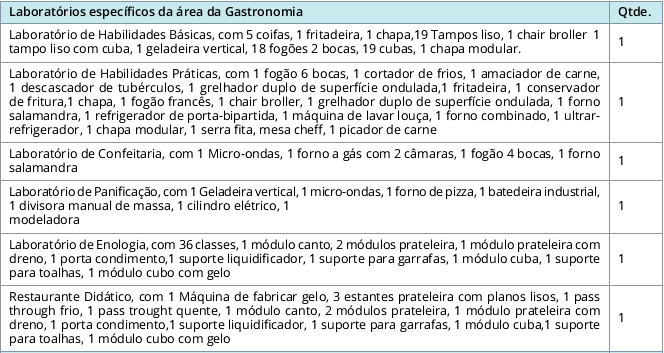 Laboratórios específicos da área da Gastronomia Qtde.
Laboratório de Habilidades Básicas, com 5 coifas, 1 fritadeira, 1 chapa,19 Tampos liso, 1 chair broller 1
tampo liso com cuba, 1 geladeira vertical, 18 fogões 2 bocas, 19 cubas, 1 chapa modular.
1
Laboratório de Habilidades Práticas, com 1 fogão 6 bocas, 1 cortador de frios, 1 amaciador de carne,
1 descascador de tubérculos, 1 grelhador duplo de superfície ondulada,1 fritadeira, 1 conservador
de fritura,1 chapa, 1 fogão francês, 1 chair broller, 1 grelhador duplo de superfície ondulada, 1 forno
salamandra, 1 refrigerador de porta-bipartida, 1 máquina de lavar louça, 1 forno combinado, 1 ultrar-
refrigerador, 1 chapa modular, 1 serra fita, mesa cheff, 1 picador de carne
1
Laboratório de Confeitaria, com 1 Micro-ondas, 1 forno a gás com 2 câmaras, 1 fogão 4 bocas, 1 forno
salamandra
1
Laboratório de Panificação, com 1 Geladeira vertical, 1 micro-ondas, 1 forno de pizza, 1 batedeira industrial,
1 divisora manual de massa, 1 cilindro elétrico, 1
modeladora
1
Laboratório de Enologia, com 36 classes, 1 módulo canto, 2 módulos prateleira, 1 módulo prateleira com
dreno, 1 porta condimento,1 suporte liquidificador, 1 suporte para garrafas, 1 módulo cuba, 1 suporte
para toalhas, 1 módulo cubo com gelo
1
Restaurante Didático, com 1 Máquina de fabricar gelo, 3 estantes prateleira com planos lisos, 1 pass
through frio, 1 pass trought quente, 1 módulo canto, 2 módulos prateleira, 1 módulo prateleira com
dreno, 1 porta condimento,1 suporte liquidificador, 1 suporte para garrafas, 1 módulo cuba,1 suporte
para toalhas, 1 módulo cubo com gelo
1